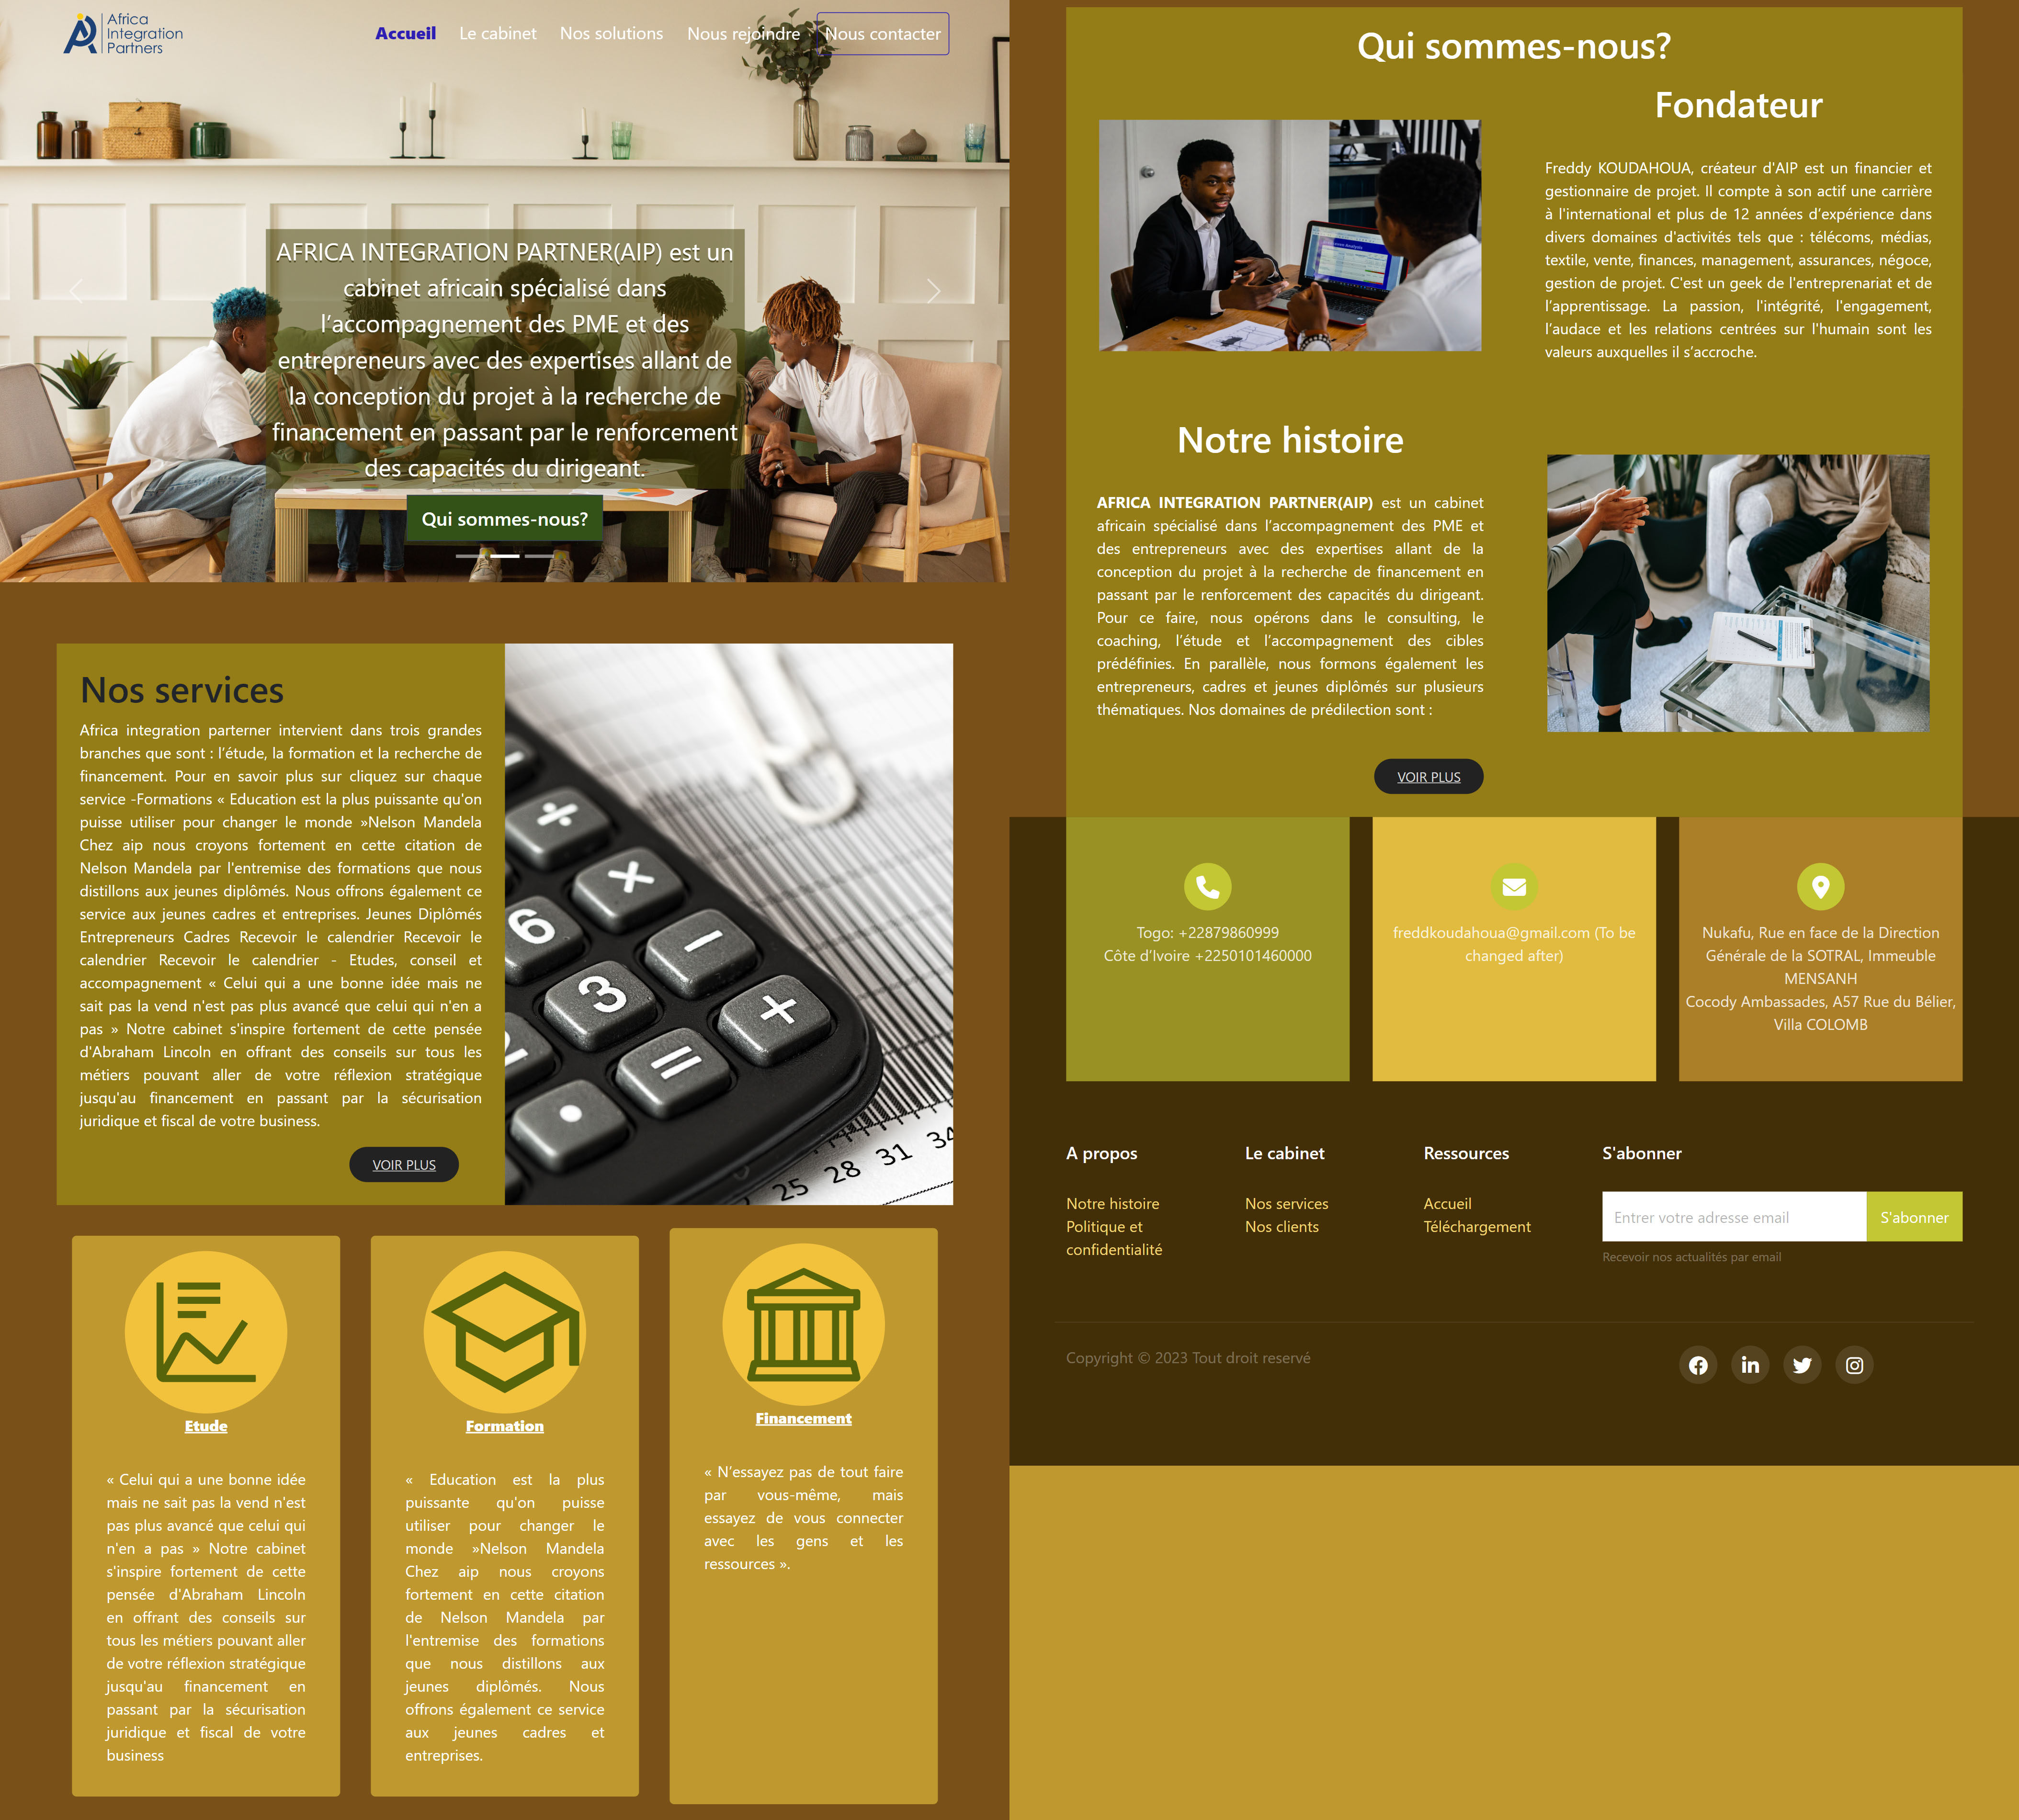 Africa
Integration
Partners
Accueil
Le cabinet
Nos solutions
Nous rejoindre
Nous contacter
AFRICA INTEGRATION PARTNER(AIP) est un
cabinet africain spécialisé dans
l’accompagnement des PME et des
entrepreneurs avec des expertises allant de
la conception du projet à la recherche de
financement en passant par le renforcement
des capacités du dirigeant.
Qui sommes-nous?
Nos services
Africa integration parterner intervient dans trois grandes
branches que sont : l’étude, la formation et la recherche de
financement. Pour en savoir plus sur cliquez sur chaque
service -Formations « Education est la plus puissante qu'on
puisse utiliser pour changer le monde »Nelson Mandela
Chez aip nous croyons fortement en cette citation de
Nelson Mandela par l'entremise des formations que nous
distillons aux jeunes diplômés. Nous offrons également ce
service aux jeunes cadres et entreprises. Jeunes Diplômés
Entrepreneurs Cadres Recevoir le calendrier Recevoir le
calendrier Recevoir le calendrier - Etudes, conseil et
accompagnement « Celui qui a une bonne idée mais ne
sait pas la vend n'est pas plus avancé que celui qui n'en a
pas » Notre cabinet s'inspire fortement de cette pensée
d'Abraham Lincoln en offrant des conseils sur tous les
métiers pouvant aller de votre réflexion stratégique
jusqu'au financement en passant par la sécurisation
juridique et fiscal de votre business.
VOIR PLUS
÷
×
6
−
3
+
=
25 28 31 34
Etude
« Celui qui a une bonne idée
mais ne sait pas la vend n'est
pas plus avancé que celui qui
n'en a pas » Notre cabinet
s'inspire fortement de cette
pensée d'Abraham Lincoln
en offrant des conseils sur
tous les métiers pouvant aller
de votre réflexion stratégique
jusqu'au financement en
passant par la sécurisation
juridique et fiscal de votre
business
Formation
« Education est la plus
puissante qu'on puisse
utiliser pour changer le
monde »Nelson Mandela
Chez aip nous croyons
fortement en cette citation
de Nelson Mandela par
l'entremise des formations
que nous distillons aux
jeunes diplômés. Nous
offrons également ce service
aux jeunes cadres et
entreprises.
Financement
« N’essayez pas de tout faire
par vous-même, mais
essayez de vous connecter
avec les gens et les
ressources ».
Qui sommes-nous?
Fondateur
Freddy KOUDAHOUA, créateur d'AIP est un financier et
gestionnaire de projet. Il compte à son actif une carrière
à l'international et plus de 12 années d’expérience dans
divers domaines d'activités tels que : télécoms, médias,
textile, vente, finances, management, assurances, négoce,
gestion de projet. C'est un geek de l'entreprenariat et de
l’apprentissage. La passion, l'intégrité, l'engagement,
l’audace et les relations centrées sur l'humain sont les
valeurs auxquelles il s’accroche.
Notre histoire
AFRICA INTEGRATION PARTNER(AIP) est un cabinet
africain spécialisé dans l’accompagnement des PME et
des entrepreneurs avec des expertises allant de la
conception du projet à la recherche de financement en
passant par le renforcement des capacités du dirigeant.
Pour ce faire, nous opérons dans le consulting, le
coaching, l’étude et l’accompagnement des cibles
prédéfinies. En parallèle, nous formons également les
entrepreneurs, cadres et jeunes diplômés sur plusieurs
thématiques. Nos domaines de prédilection sont :
VOIR PLUS
Togo: +22879860999
Côte d’Ivoire +2250101460000
freddkoudahoua@gmail.com (To be
changed after)
Nukafu, Rue en face de la Direction
Générale de la SOTRAL, Immeuble
MENSANH
Cocody Ambassades, A57 Rue du Bélier,
Villa COLOMB
A propos
Notre histoire
Politique et
confidentialité
Le cabinet
Nos services
Nos clients
Ressources
Accueil
Téléchargement
S'abonner
Entrer votre adresse email
S'abonner
Recevoir nos actualités par email
Copyright © 2023 Tout droit reservé